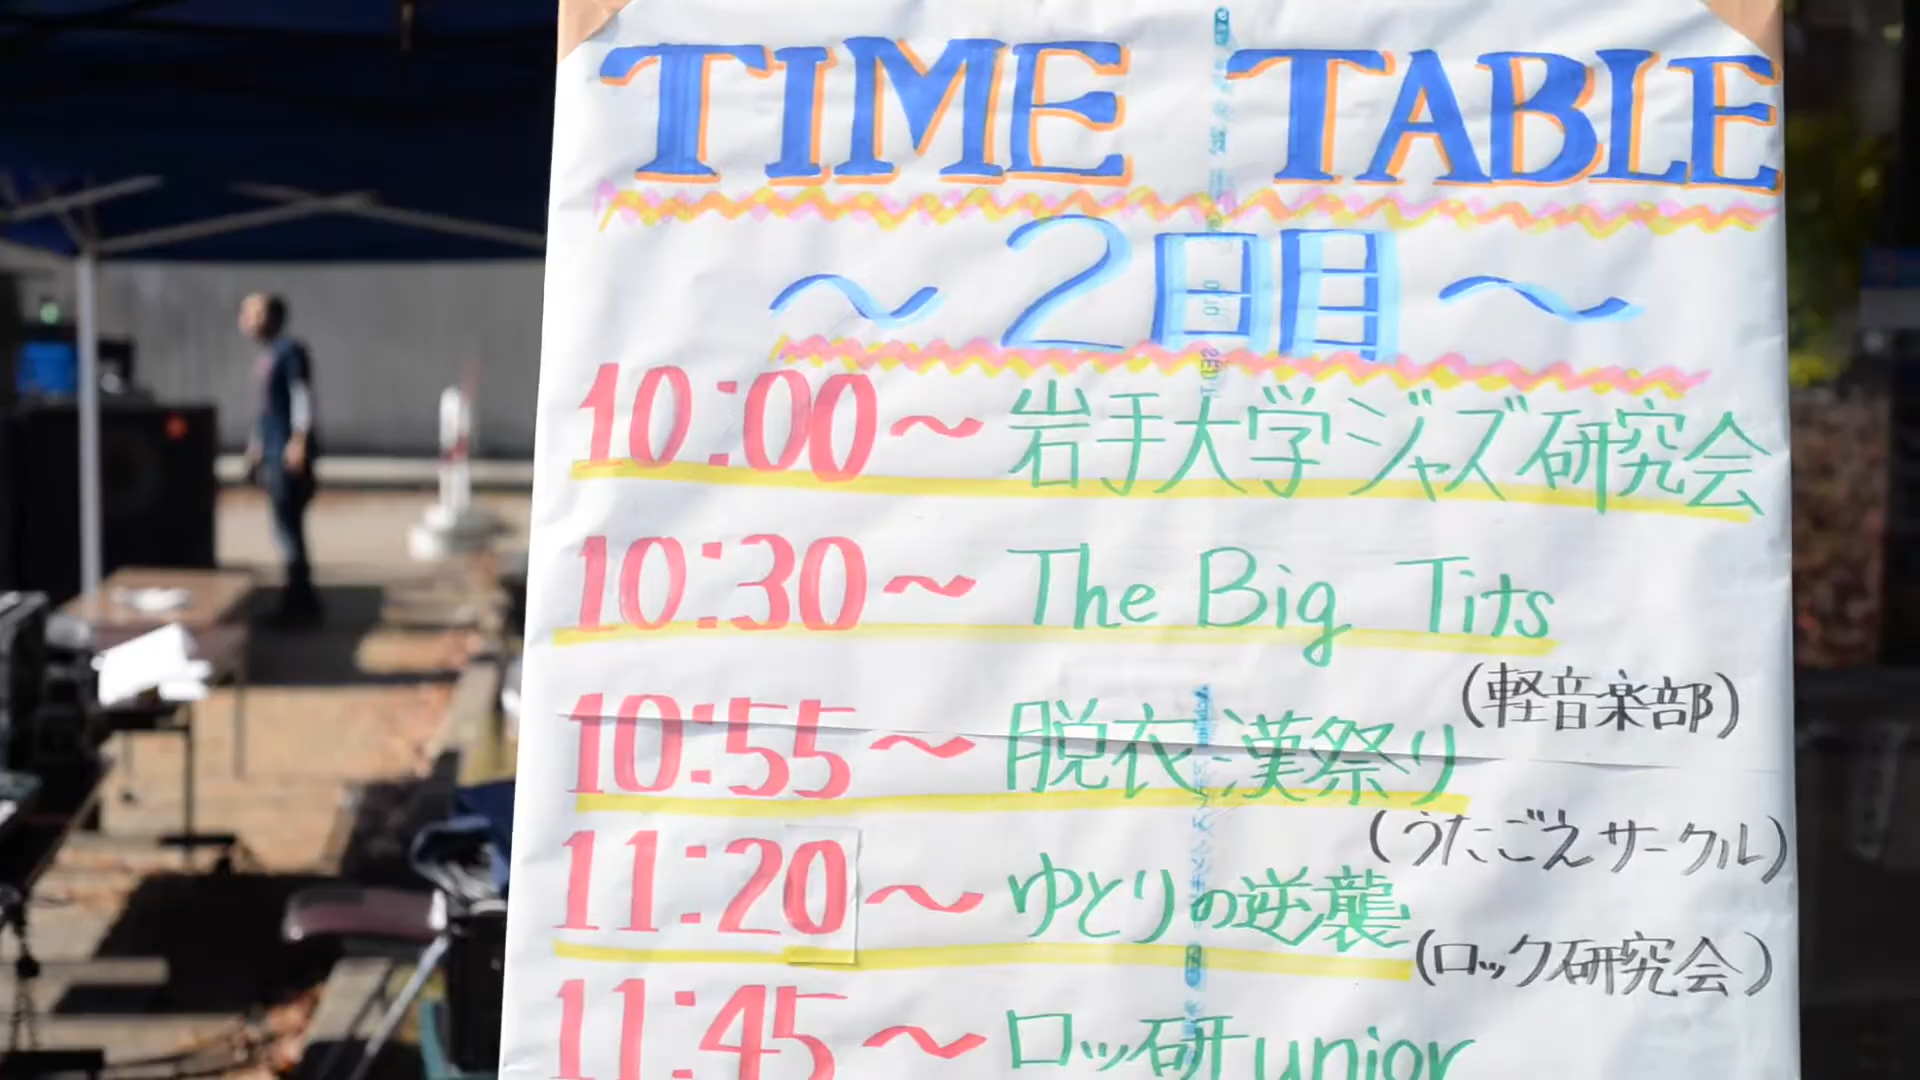 TIME TABLE
～2日目～
10:00～岩手大学ジャズ研究会
10:30～The Big Tits
(軽音楽部)
10:55～脱衣漢祭り
(うたごえサークル)
11:20～ゆとりの逆襲
(ロック研究会)
11:45～ロッ研unior